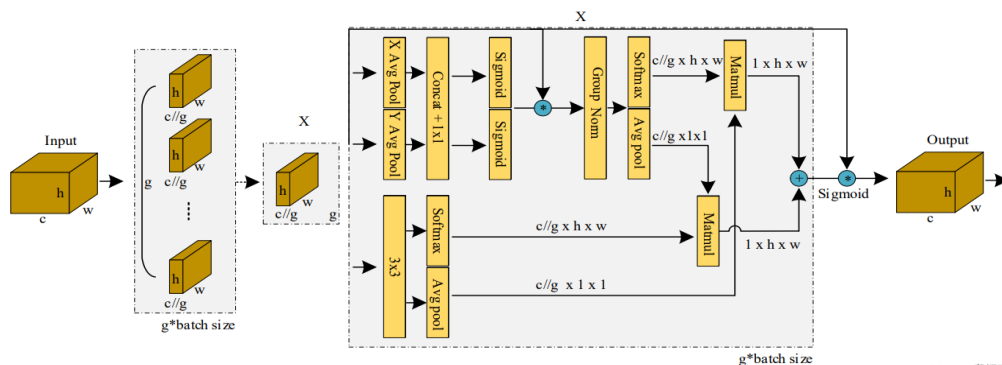 Input
h
c
w
g
h
w
c//g
h
w
c//g
h
w
c//g
g*batch size
X
h
w
c//g
g
X
X Avg Pool
Y Avg Pool
Concat + 1x1
Sigmoid
Sigmoid
*
Group Norm
Softmax
Avg pool
c//g x h x w
c//g x1x1
Matmul
1 x h x w
3x3
Softmax
Avg pool
c//g x h x w
c//g x 1 x 1
Matmul
1 x h x w
+
Sigmoid
*
g*batch size
Output
h
c
w